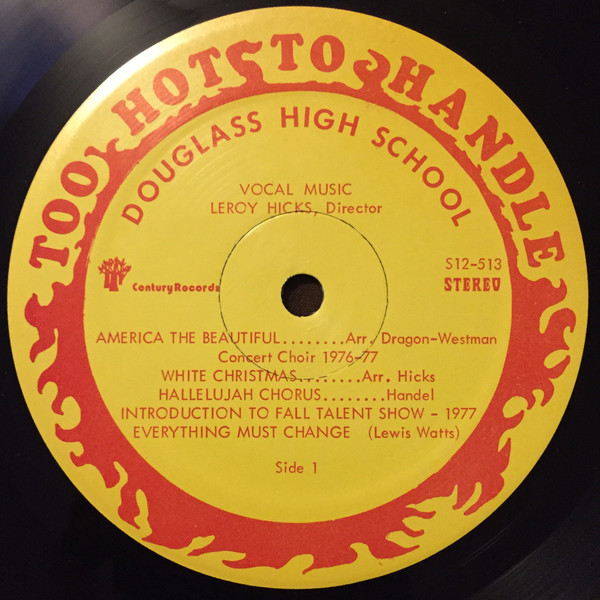 TOO HOT TO HANDLE
DOUGLASS HIGH SCHOOL
VOCAL MUSIC
LEROY HICKS, Director
S12-513
Century Records
STEREO
AMERICA THE BEAUTIFUL........Arr. Dragon-Westman
Concert Choir 1976-77
WHITE CHRISTMAS........Arr. Hicks
HALLELUJAH CHORUS........Handel
INTRODUCTION TO FALL TALENT SHOW - 1977
EVERYTHING MUST CHANGE (Lewis Watts)
Side 1